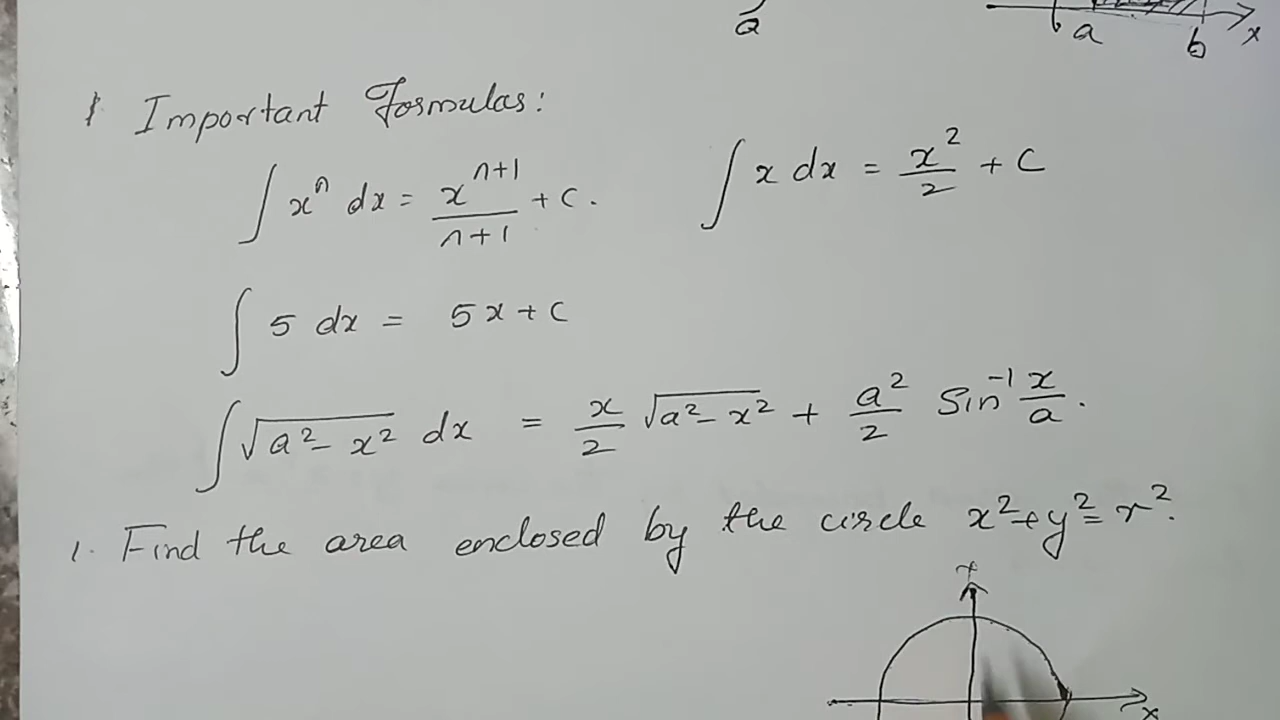 a a b x
Important Formulas:
∫ xⁿ dx = x^(n+1)/(n+1) + c. ∫ x dx = x²/2 + C
∫ 5 dx = 5x + C
∫ √(a² - x²) dx = x/2 √(a² - x²) + a²/2 Sin⁻¹ x/a.
1. Find the area enclosed by the circle x² + y² = r².
x